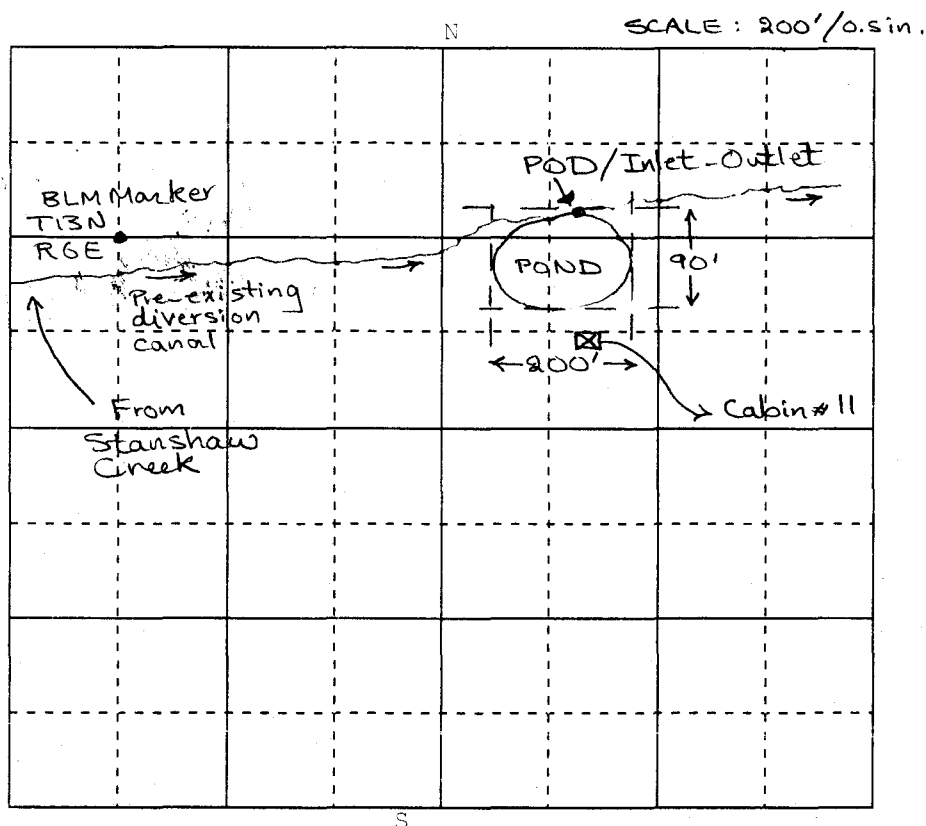 N
SCALE: 200'/0.5in.
POD/Inlet-Outlet
BLM Marker
T13N
R6E
Pre-existing
diversion
canal
POND
90'
200'
Cabin # 11
From
Stanshaw
Creek
S